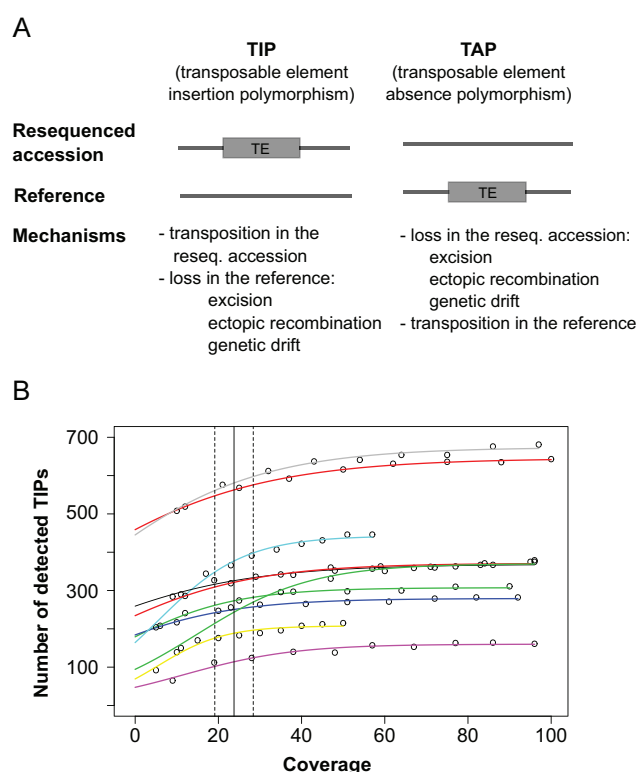 A
TIP
(transposable element
insertion polymorphism)
TAP
(transposable element
absence polymorphism)
Resequenced
accession
TE
Reference
TE
Mechanisms
- transposition in the
reseq. accession
- loss in the reference:
excision
ectopic recombination
genetic drift
- loss in the reseq. accession:
excision
ectopic recombination
genetic drift
- transposition in the reference
B
Number of detected TIPs
700
500
300
100
0 20 40 60 80 100
Coverage